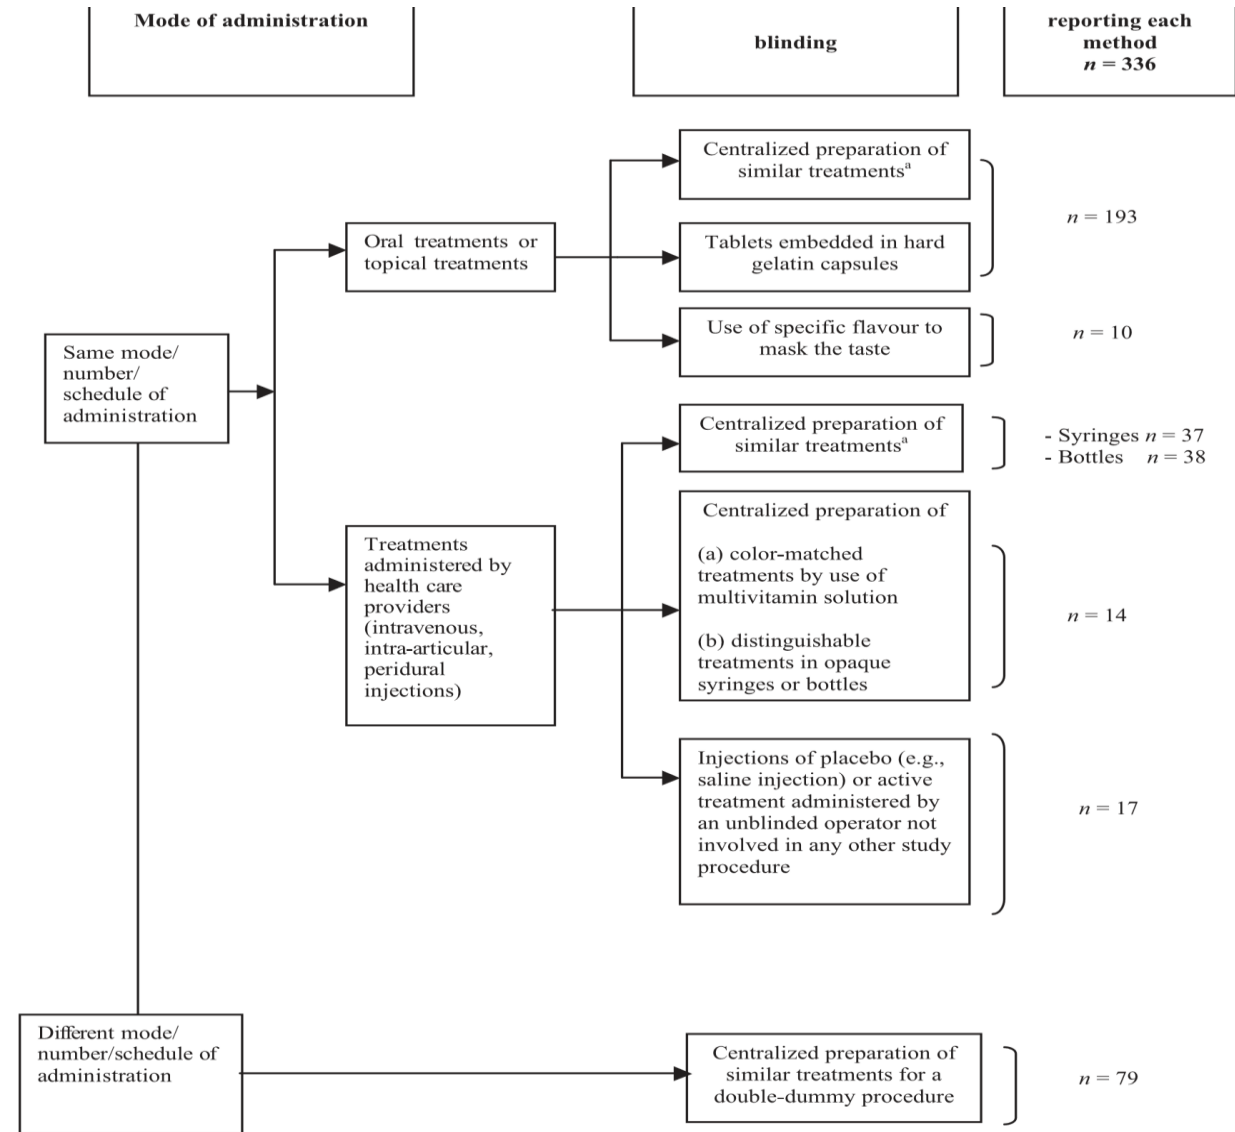 Mode of administration
blinding
reporting each
method
n = 336
Centralized preparation of
similar treatmentsa
n = 193
Oral treatments or
topical treatments
Tablets embedded in hard
gelatin capsules
Use of specific flavour to
mask the taste
n = 10
Same mode/
number/
schedule of
administration
Centralized preparation of
similar treatmentsa
- Syringes n = 37
- Bottles n = 38
Treatments
administered by
health care
providers
(intravenous,
intra-articular,
peridural
injections)
Centralized preparation of
(a) color-matched
treatments by use of
multivitamin solution
(b) distinguishable
treatments in opaque
syringes or bottles
n = 14
Injections of placebo (e.g.,
saline injection) or active
treatment administered by
an unblinded operator not
involved in any other study
procedure
n = 17
Different mode/
number/schedule of
administration
Centralized preparation of
similar treatments for a
double-dummy procedure
n = 79